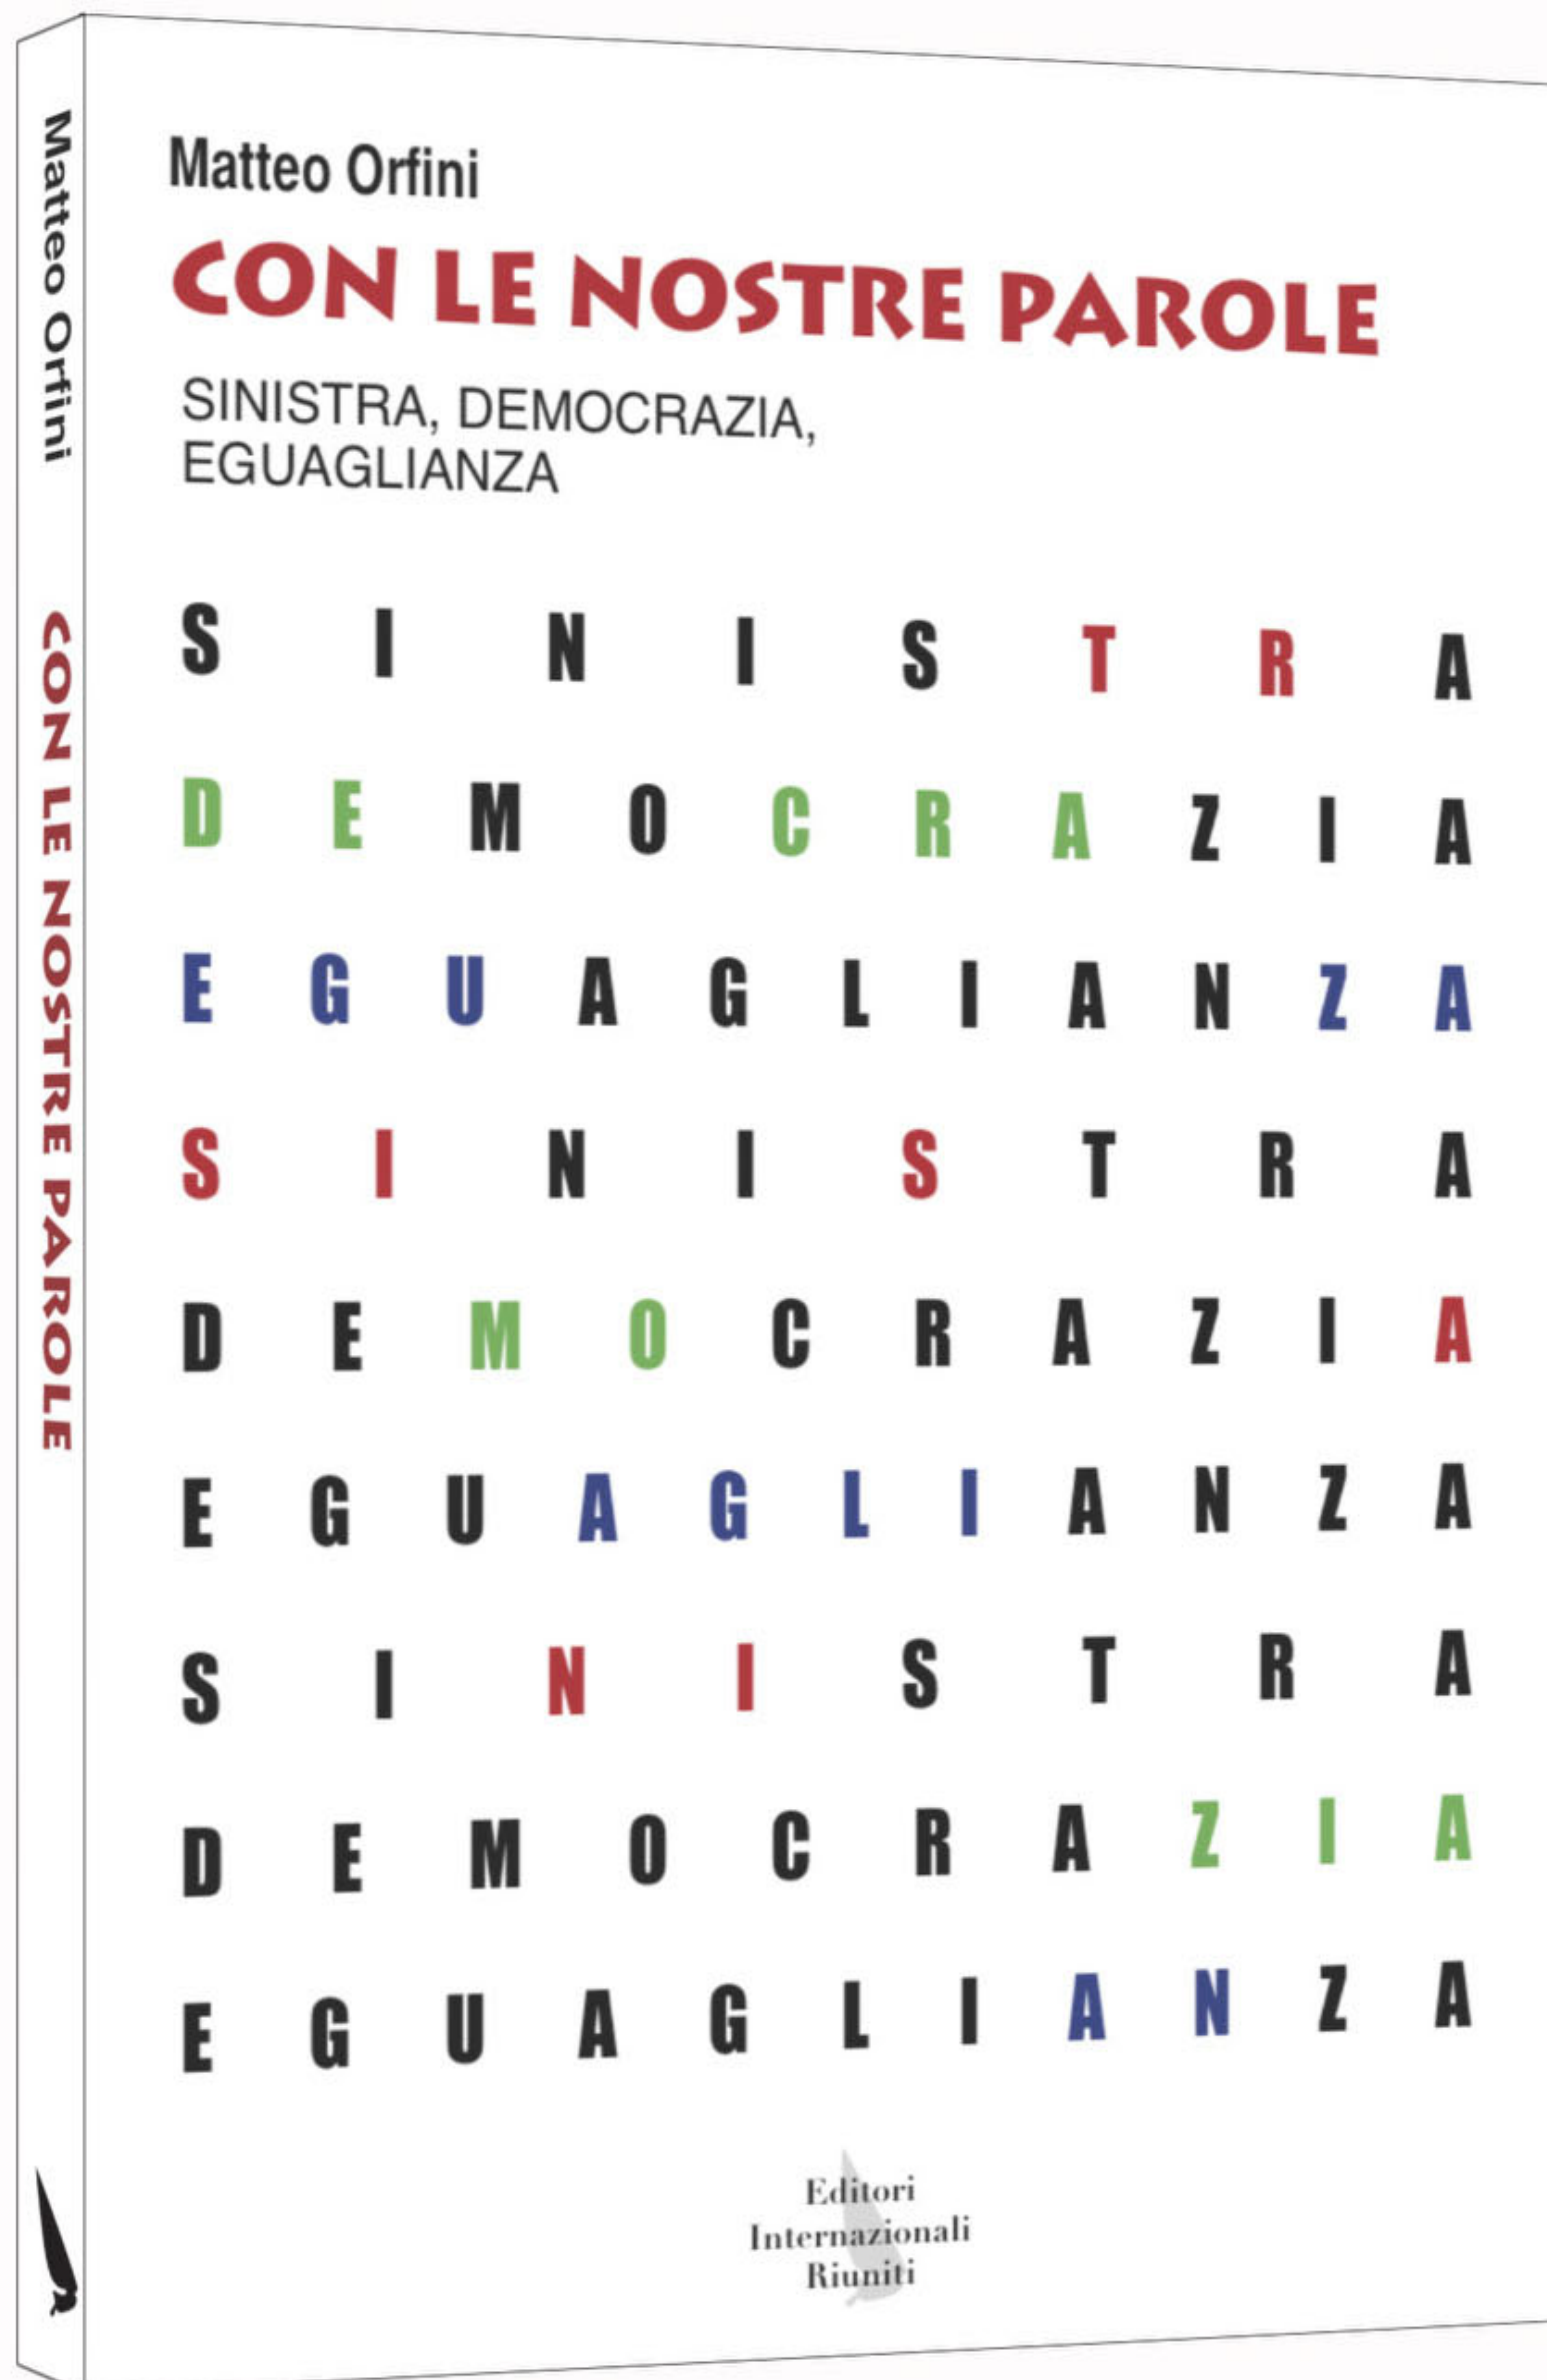 Matteo Orfini
CON LE NOSTRE PAROLE
Matteo Orfini
CON LE NOSTRE PAROLE
SINISTRA, DEMOCRAZIA,
EGUAGLIANZA
S I N I S T R A
D E M O C R A Z I A
E G U A G L I A N Z A
S I N I S T R A
D E M O C R A Z I A
E G U A G L I A N Z A
S I N I S T R A
D E M O C R A Z I A
E G U A G L I A N Z A
Editori
Internazionali
Riuniti